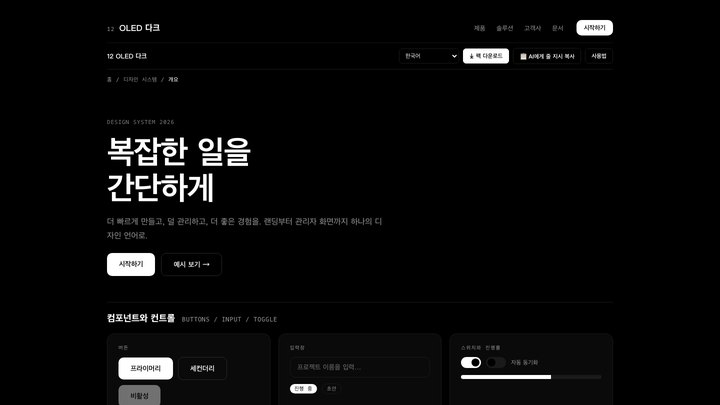 12 OLED 다크
제품 솔루션 고객사 문서 시작하기
12 OLED 다크
한국어 팩 다운로드 AI에게 줄 지시 복사 사용법
홈 / 디자인 시스템 / 개요
DESIGN SYSTEM 2026
복잡한 일을
간단하게
더 빠르게 만들고, 덜 관리하고, 더 좋은 경험을. 랜딩부터 관리자 화면까지 하나의 디
자인 언어로.
시작하기 예시 보기 →
컴포넌트와 컨트롤 BUTTONS / INPUT / TOGGLE
버튼
프라이머리 세컨더리
비활성
입력창
프로젝트 이름을 입력...
진행 중 초안
스위치와 진행률
자동 동기화